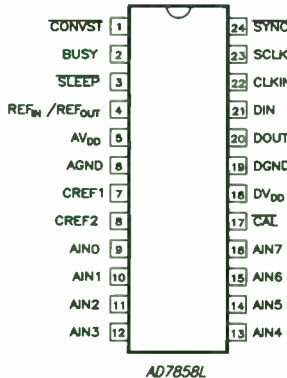 CONVST 1 24 SYNC
BUSY 2 23 SCLK
SLEEP 3 22 CLKIN
REFIN /REFOUT 4 21 DIN
AVDD 5 20 DOUT
AGND 6 19 DGND
CREF1 7 18 DVDD
CREF2 8 17 CAL
AIN0 9 16 AIN7
AIN1 10 15 AIN6
AIN2 11 14 AIN5
AIN3 12 13 AIN4
AD7858L